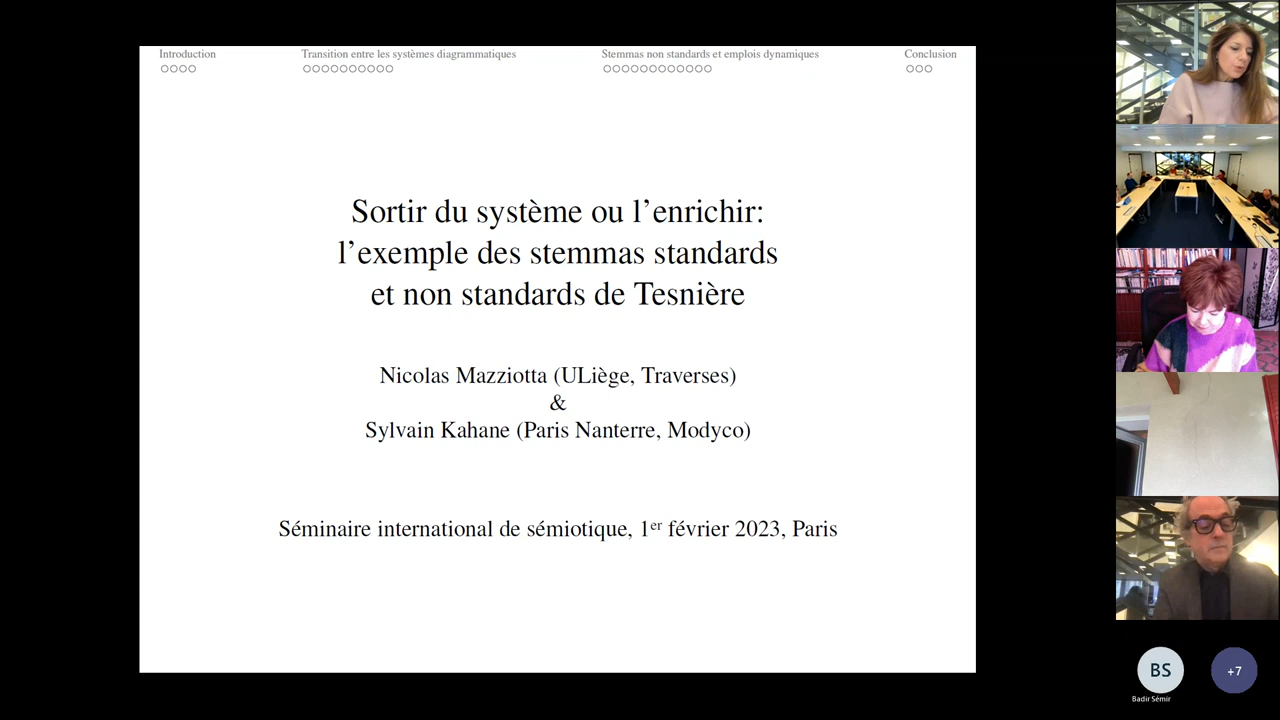 Introduction
Transition entre les systèmes diagrammatiques
Stemmas non standards et emplois dynamiques
Conclusion
Sortir du système ou l’enrichir:
l’exemple des stemmas standards
et non standards de Tesnière
Nicolas Mazziotta (ULiège, Traverses)
&
Sylvain Kahane (Paris Nanterre, Modyco)
Séminaire international de sémiotique, 1er février 2023, Paris
BS
+7
Badir Sémir